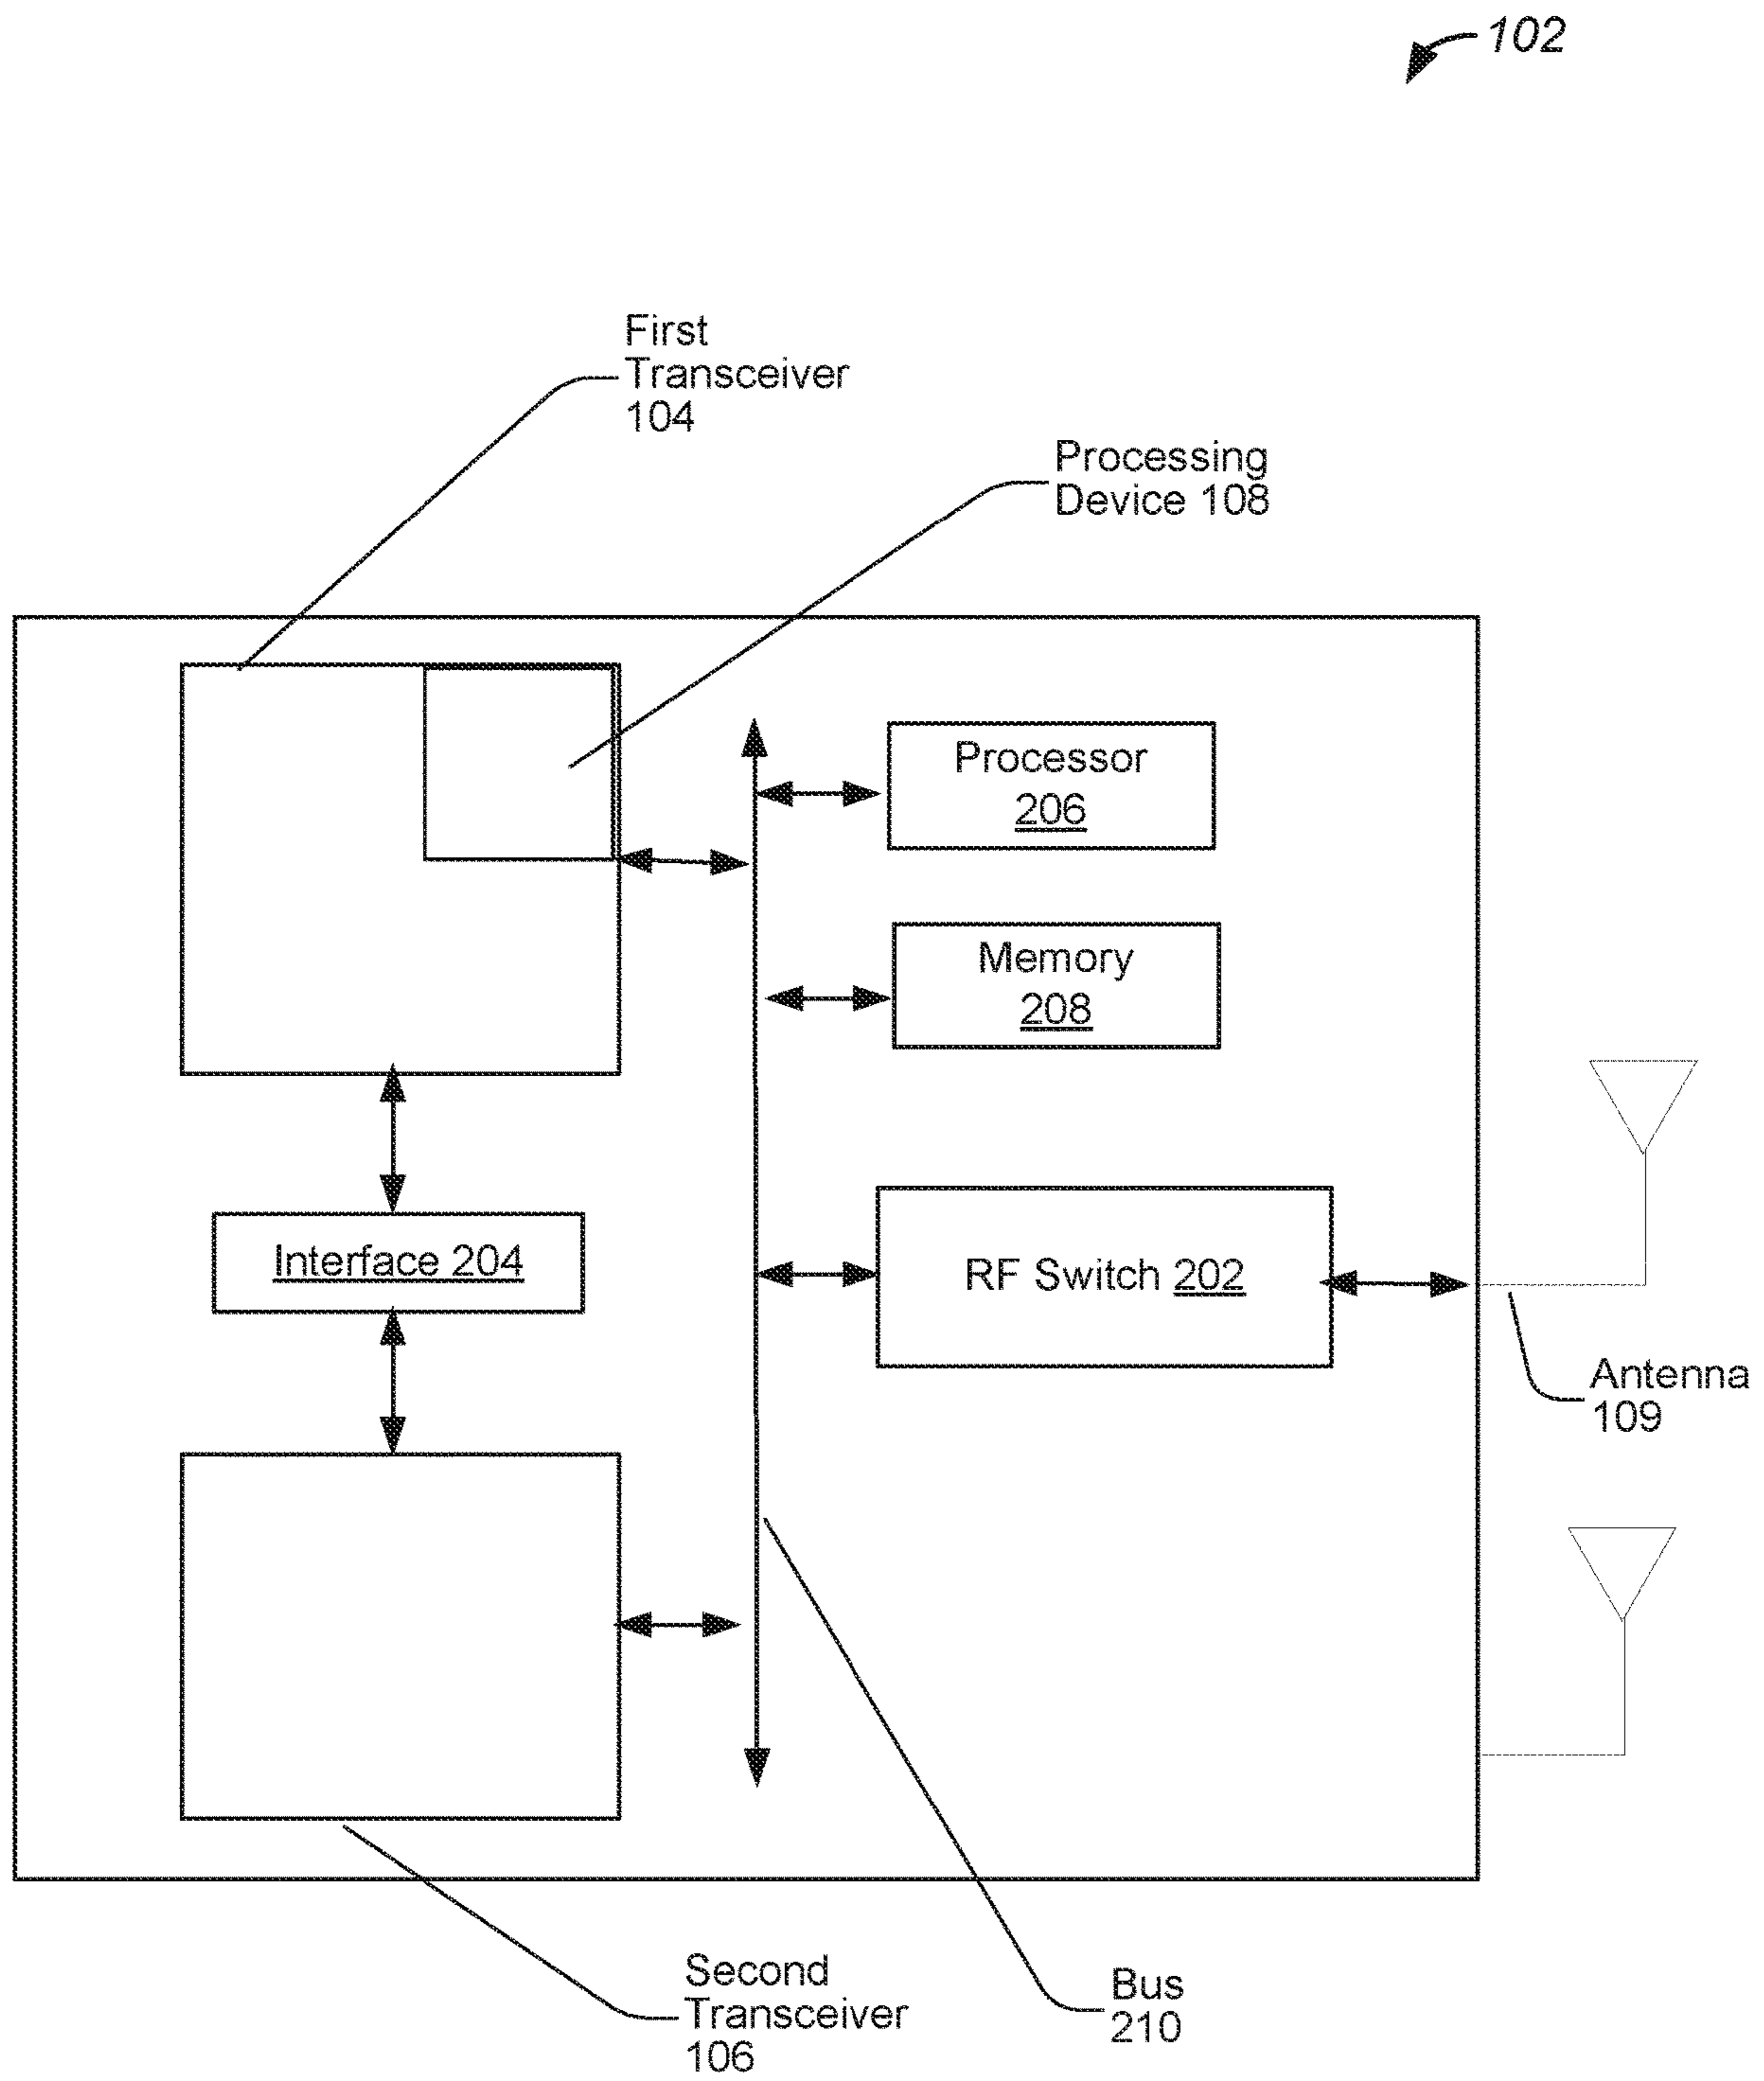 102
First
Transceiver
104
Processing
Device 108
Processor
206
Memory
208
Interface 204
RF Switch 202
Antenna
109
Second
Transceiver
106
Bus
210